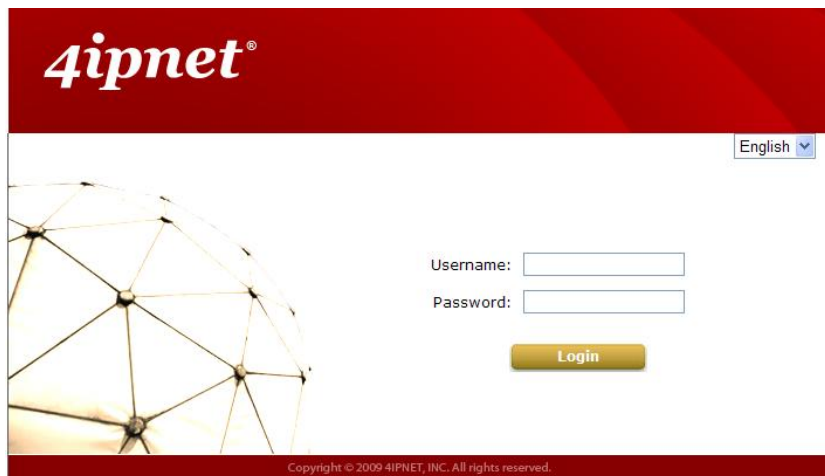 4ipnet®
English
Username:
Password:
Login
Copyright © 2009 4IPNET, INC. All rights reserved.